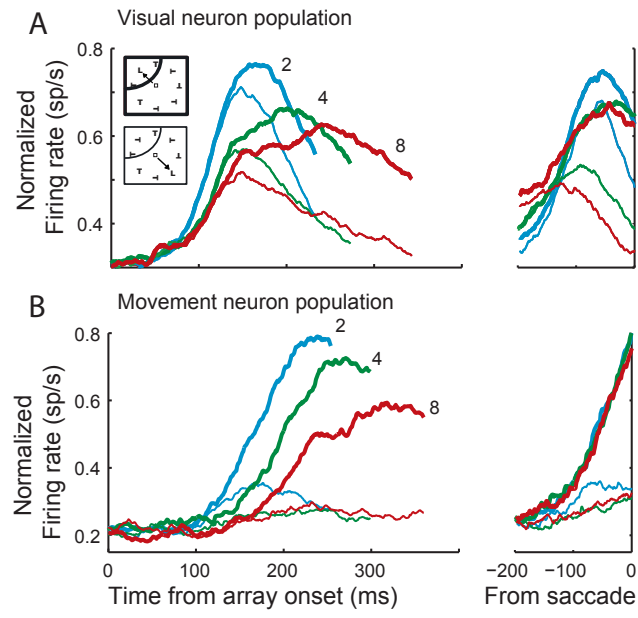 A
Visual neuron population
Normalized
Firing rate (sp/s)
0.8
0.6
0.4
2
4
8
L
T
L
T
B
Movement neuron population
Normalized
Firing rate (sp/s)
0.8
0.6
0.4
0.2
2
4
8
0 100 200 300
−200 −100 0
Time from array onset (ms)
From saccade